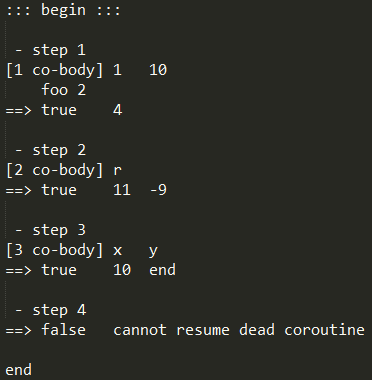 ::: begin :::
- step 1
[1 co-body] 1 10
foo 2
==> true 4
- step 2
[2 co-body] r
==> true 11 -9
- step 3
[3 co-body] x y
==> true 10 end
- step 4
==> false cannot resume dead coroutine
end